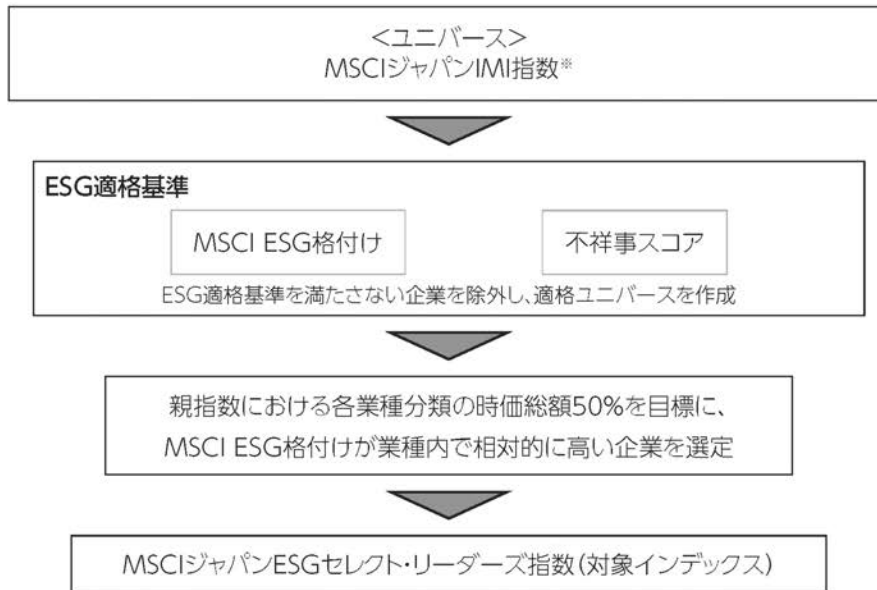 <ユニバース>
MSCIジャパンIMI指数※
ESG適格基準
MSCI ESG格付け
不祥事スコア
ESG適格基準を満たさない企業を除外し、適格ユニバースを作成
親指数における各業種分類の時価総額50%を目標に、
MSCI ESG格付けが業種内で相対的に高い企業を選定
MSCIジャパンESGセレクト・リーダーズ指数(対象インデックス)